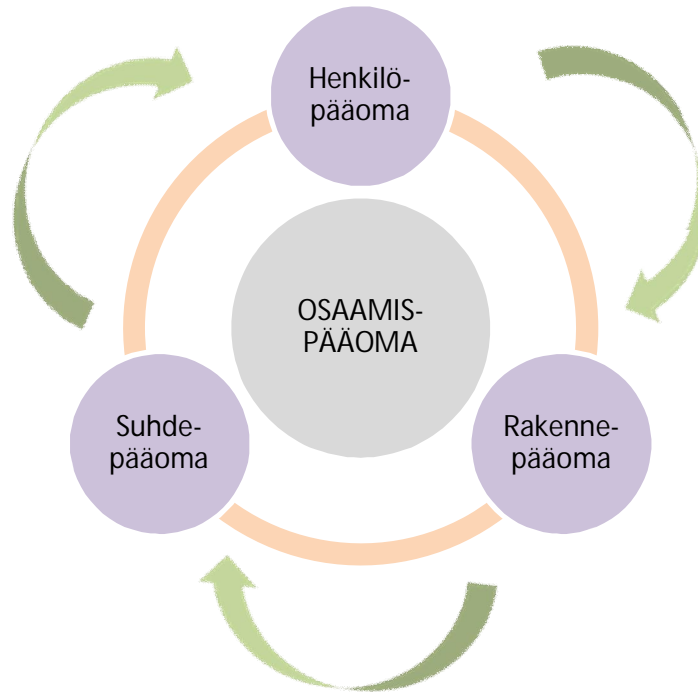 Henkilö-
pääoma
OSAAMIS-
PÄÄOMA
Suhde-
pääoma
Rakenne-
pääoma